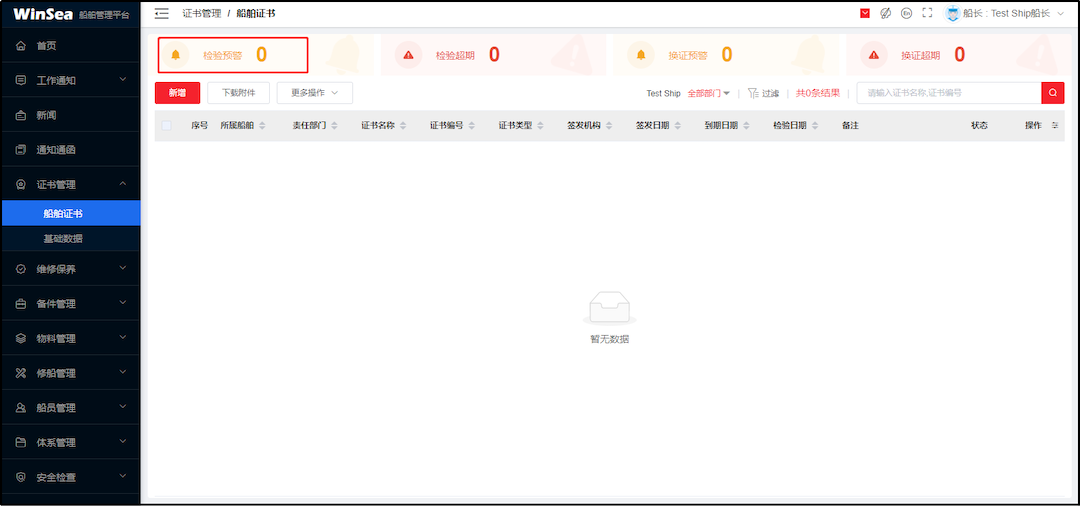 WinSea 船舶管理平台
首页
工作通知
新闻
通知通函
证书管理
船舶证书
基础数据
维修保养
备件管理
物料管理
修船管理
船员管理
体系管理
安全检查
证书管理 / 船舶证书
En 船长 : Test Ship船长
检验预警 0 检验超期 0 换证预警 0 换证超期 0
新增 下载附件 更多操作 Test Ship 全部部门 过滤 共0条结果 请输入证书名称,证书编号
序号 所属船舶 责任部门 证书名称 证书编号 证书类型 签发机构 签发日期 到期日期 检验日期 备注 状态 操作
暂无数据